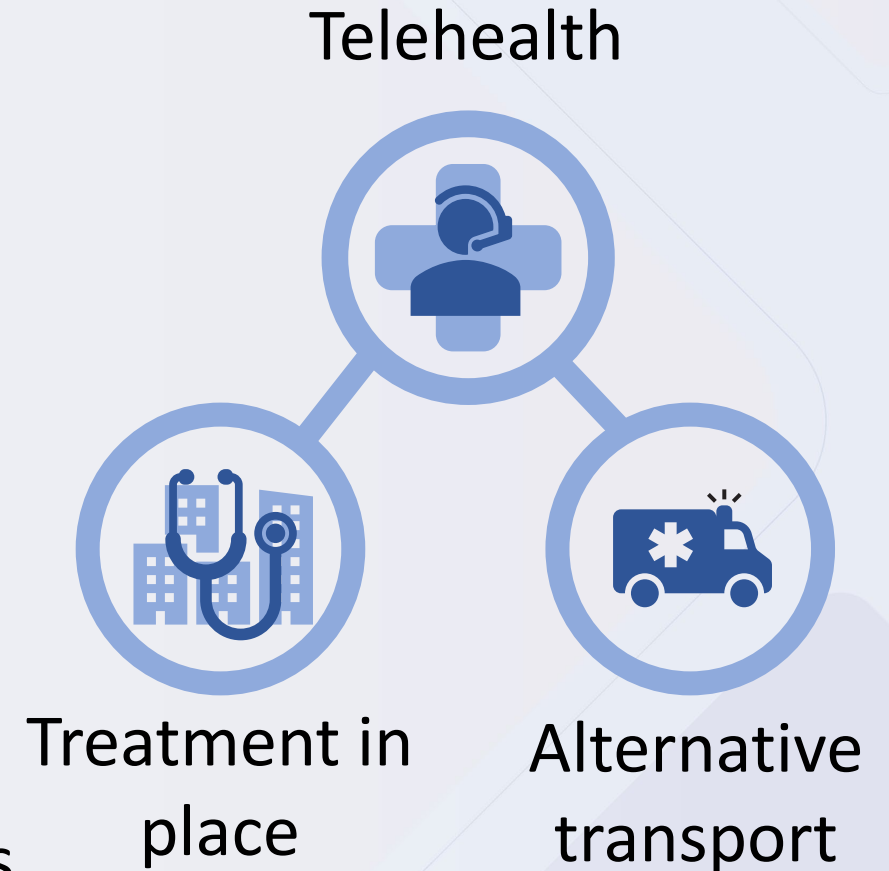 Telehealth
Treatment in
place
Alternative
transport